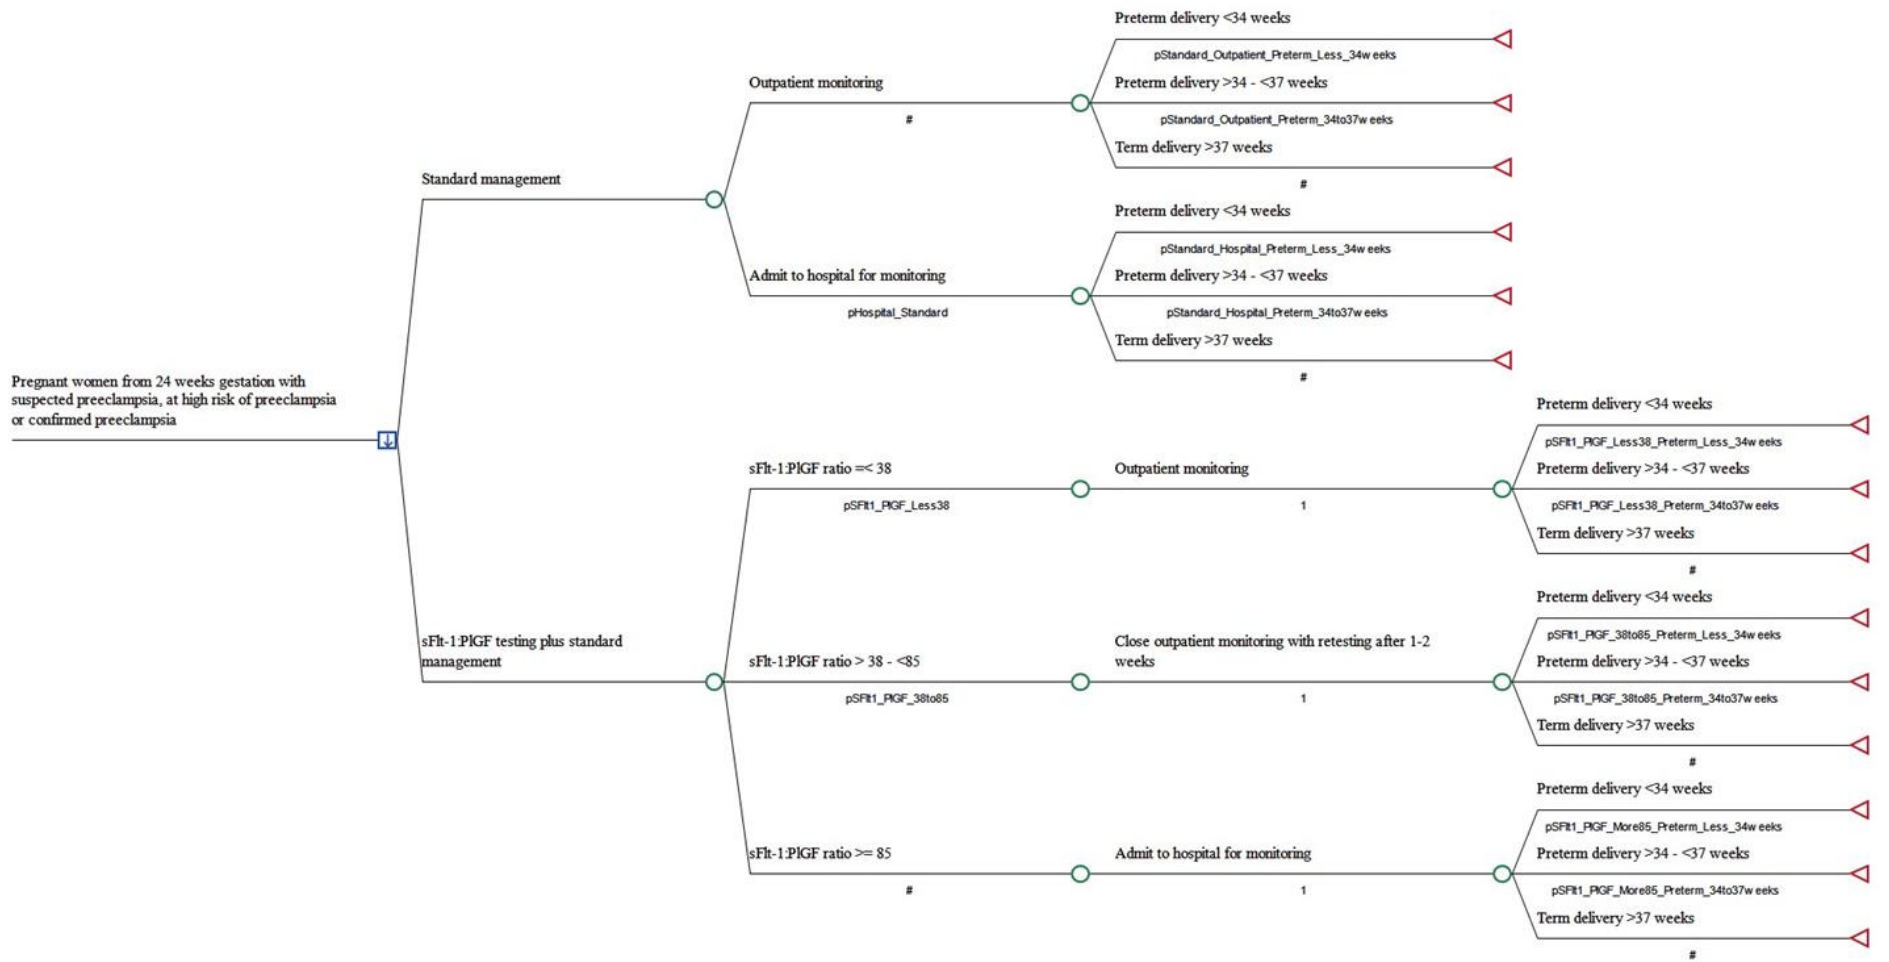 Pregnant women from 24 weeks gestation with
suspected preeclampsia, at high risk of preeclampsia
or confirmed preeclampsia
Standard management
Outpatient monitoring
#
Preterm delivery <34 weeks
pStandard_Outpatient_Preterm_Less_34weeks
Preterm delivery >34 - <37 weeks
pStandard_Outpatient_Preterm_34to37weeks
Term delivery >37 weeks
#
Admit to hospital for monitoring
pHospital_Standard
Preterm delivery <34 weeks
pStandard_Hospital_Preterm_Less_34weeks
Preterm delivery >34 - <37 weeks
pStandard_Hospital_Preterm_34to37weeks
Term delivery >37 weeks
#
sFlt-1:PlGF testing plus standard
management
sFlt-1:PlGF ratio =< 38
pSFlt1_PlGF_Less38
Outpatient monitoring
1
Preterm delivery <34 weeks
pSFlt1_PlGF_Less38_Preterm_Less_34weeks
Preterm delivery >34 - <37 weeks
pSFlt1_PlGF_Less38_Preterm_34to37weeks
Term delivery >37 weeks
#
sFlt-1:PlGF ratio > 38 - <85
pSFlt1_PlGF_38to85
Close outpatient monitoring with retesting after 1-2
weeks
1
Preterm delivery <34 weeks
pSFlt1_PlGF_38to85_Preterm_Less_34weeks
Preterm delivery >34 - <37 weeks
pSFlt1_PlGF_38to85_Preterm_34to37weeks
Term delivery >37 weeks
#
sFlt-1:PlGF ratio >= 85
#
Admit to hospital for monitoring
1
Preterm delivery <34 weeks
pSFlt1_PlGF_More85_Preterm_Less_34weeks
Preterm delivery >34 - <37 weeks
pSFlt1_PlGF_More85_Preterm_34to37weeks
Term delivery >37 weeks
#